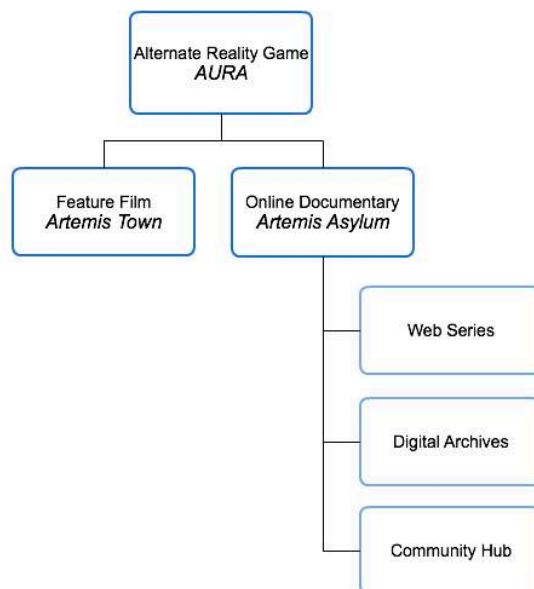 Alternate Reality Game
AURA
Feature Film
Artemis Town
Online Documentary
Artemis Asylum
Web Series
Digital Archives
Community Hub